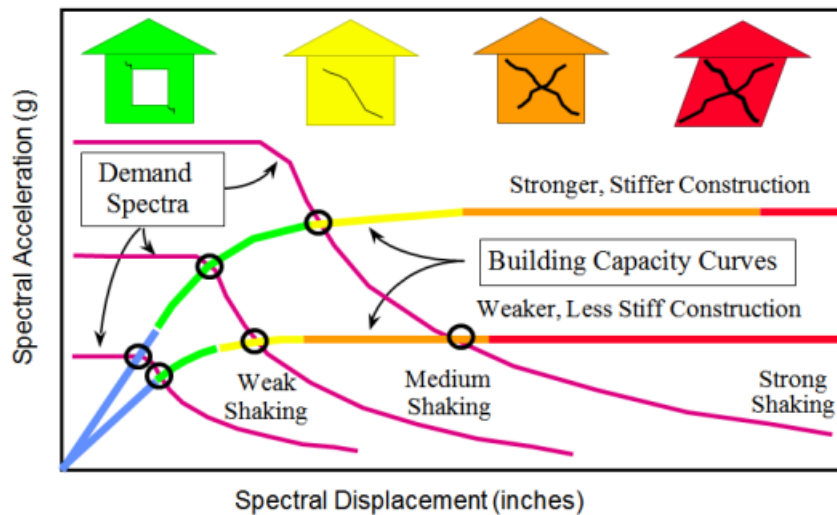 Spectral Acceleration (g)
Demand
Spectra
Stronger, Stiffer Construction
Building Capacity Curves
Weaker, Less Stiff Construction
Weak
Shaking
Medium
Shaking
Strong
Shaking
Spectral Displacement (inches)